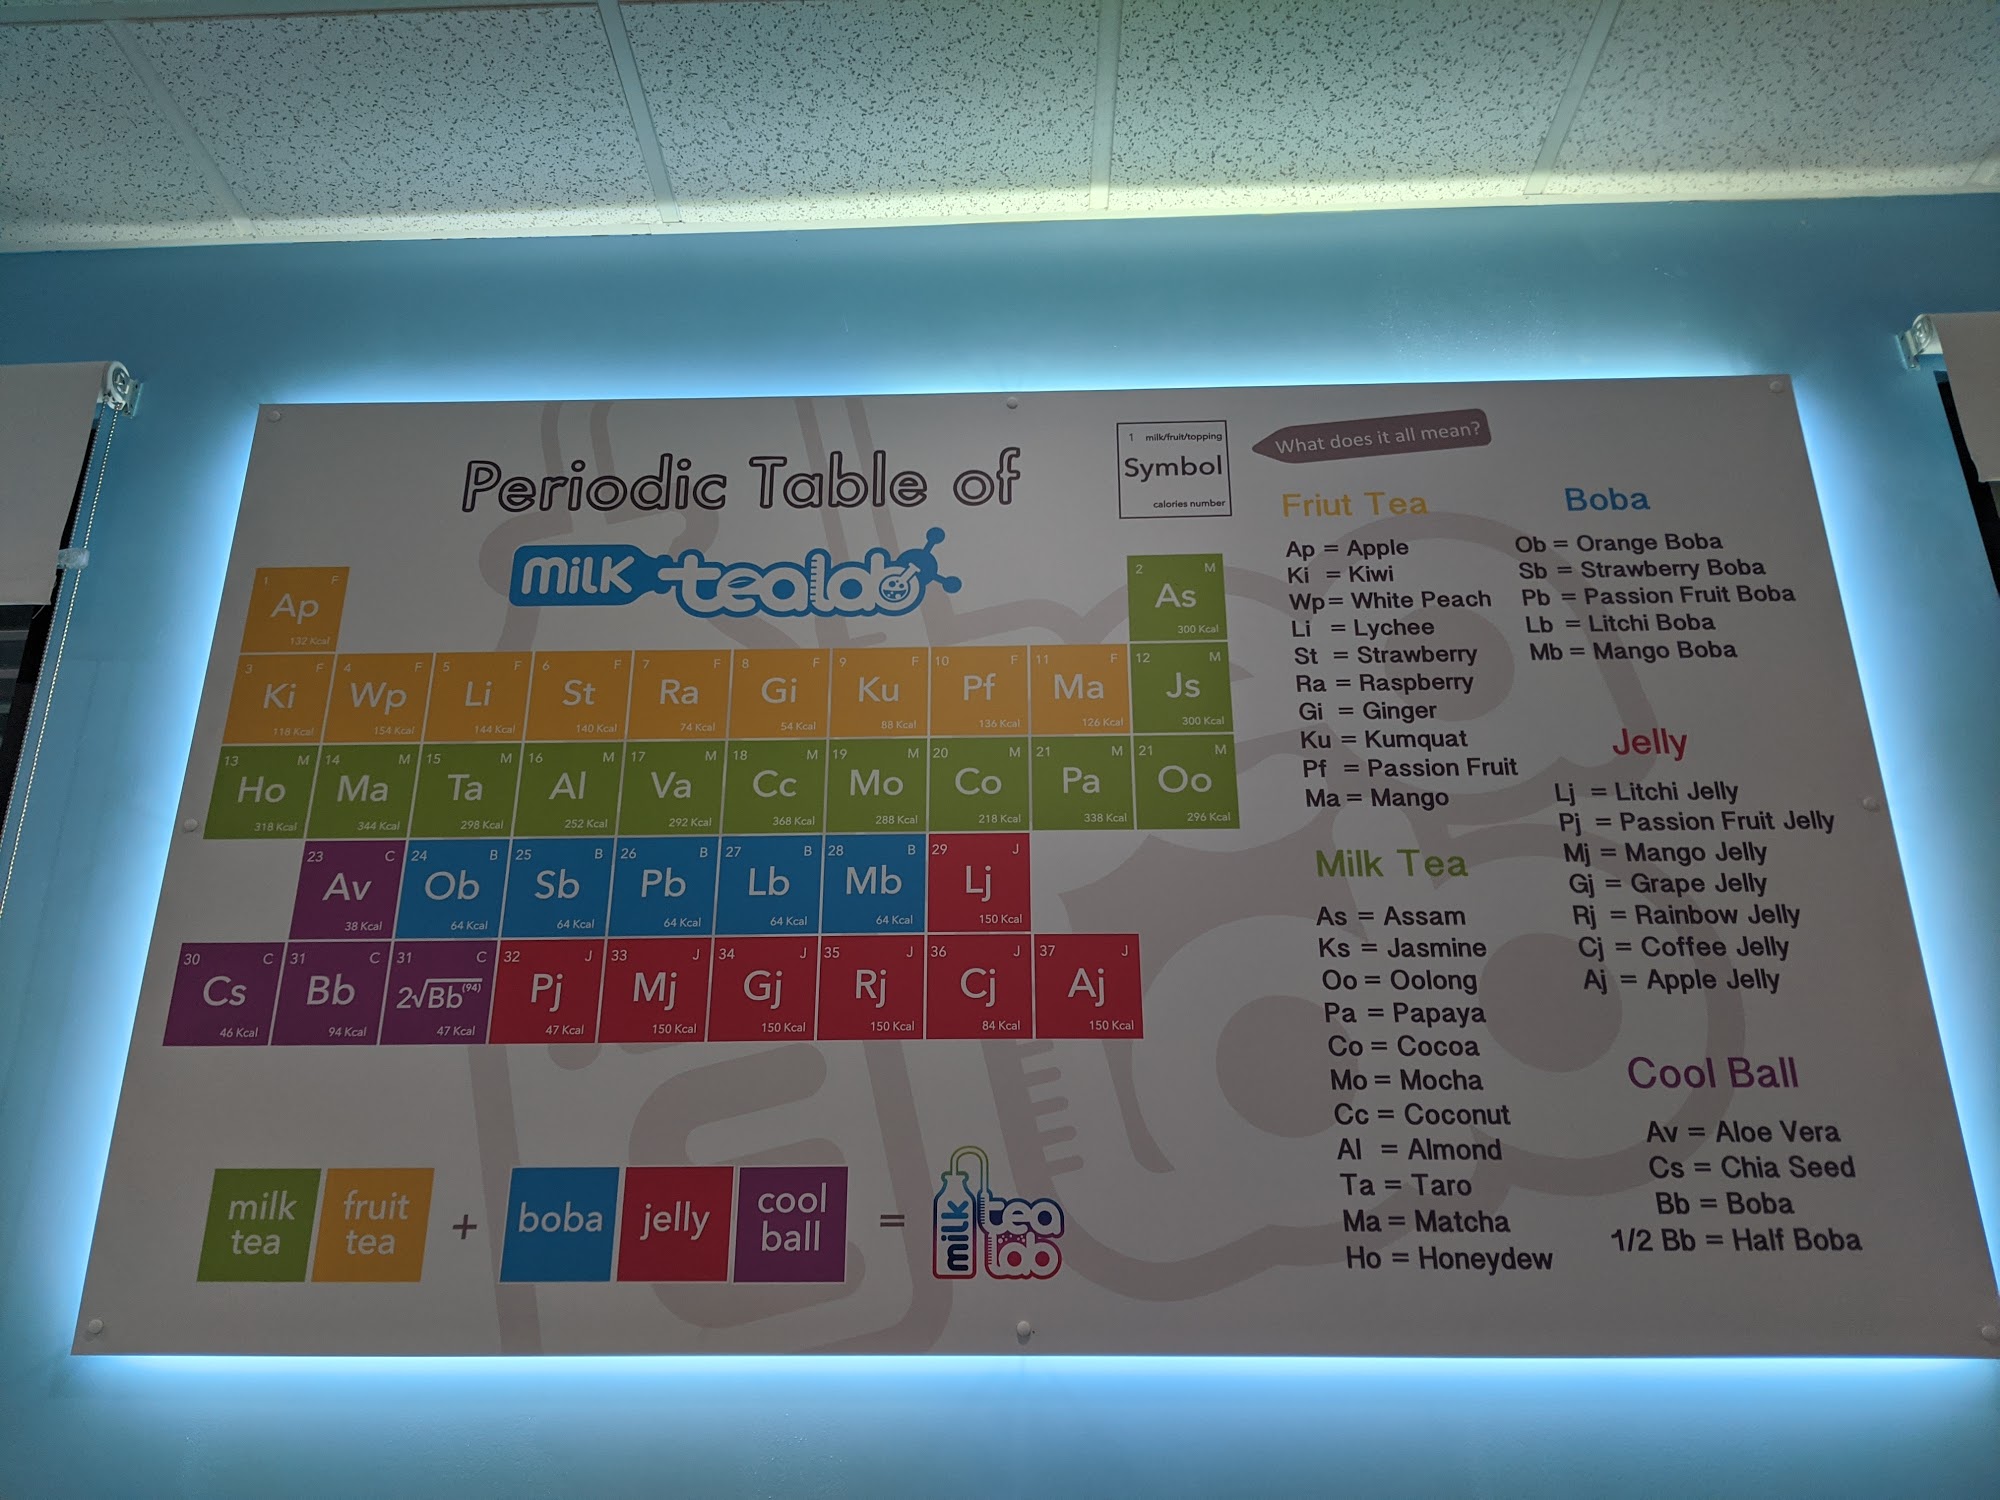 Periodic Table of
milk tealab
1 milk/fruit/topping
Symbol
calories number
What does it all mean?
1 F
Ap
132 Kcal
2 M
As
300 Kcal
3 F
Ki
118 Kcal
4 F
Wp
154 Kcal
5 F
Li
144 Kcal
6 F
St
140 Kcal
7 F
Ra
74 Kcal
8 F
Gi
54 Kcal
9 F
Ku
88 Kcal
10 F
Pf
136 Kcal
11 F
Ma
126 Kcal
12 M
Js
300 Kcal
13 M
Ho
318 Kcal
14 M
Ma
344 Kcal
15 M
Ta
298 Kcal
16 M
Al
252 Kcal
17 M
Va
292 Kcal
18 M
Cc
368 Kcal
19 M
Mo
288 Kcal
20 M
Co
218 Kcal
21 M
Pa
338 Kcal
21 M
Oo
296 Kcal
23 C
Av
38 Kcal
24 B
Ob
64 Kcal
25 B
Sb
64 Kcal
26 B
Pb
64 Kcal
27 B
Lb
64 Kcal
28 B
Mb
64 Kcal
29 J
Lj
150 Kcal
30 C
Cs
46 Kcal
31 C
Bb
94 Kcal
31 C
2√Bb(94)
47 Kcal
32 J
Pj
47 Kcal
33 J
Mj
150 Kcal
34 J
Gj
150 Kcal
35 J
Rj
150 Kcal
36 J
Cj
84 Kcal
37 J
Aj
150 Kcal
milk
tea
fruit
tea
+
boba
jelly
cool
ball
=
milk
tea
lab
Friut Tea
Ap = Apple
Ki = Kiwi
Wp= White Peach
Li = Lychee
St = Strawberry
Ra = Raspberry
Gi = Ginger
Ku = Kumquat
Pf = Passion Fruit
Ma = Mango
Milk Tea
As = Assam
Ks = Jasmine
Oo = Oolong
Pa = Papaya
Co = Cocoa
Mo = Mocha
Cc = Coconut
Al = Almond
Ta = Taro
Ma = Matcha
Ho = Honeydew
Boba
Ob = Orange Boba
Sb = Strawberry Boba
Pb = Passion Fruit Boba
Lb = Litchi Boba
Mb = Mango Boba
Jelly
Lj = Litchi Jelly
Pj = Passion Fruit Jelly
Mj = Mango Jelly
Gj = Grape Jelly
Rj = Rainbow Jelly
Cj = Coffee Jelly
Aj = Apple Jelly
Cool Ball
Av = Aloe Vera
Cs = Chia Seed
Bb = Boba
1/2 Bb = Half Boba